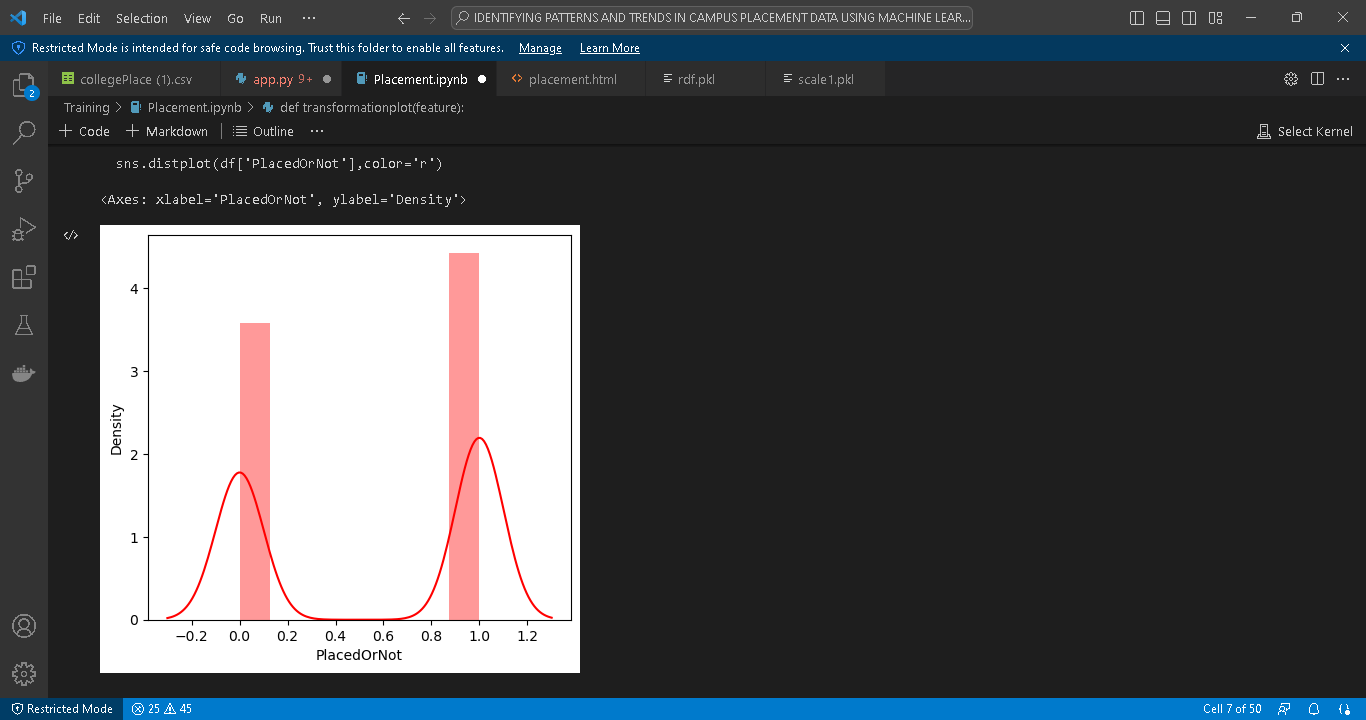 File Edit Selection View Go Run ··· IDENTIFYING PATTERNS AND TRENDS IN CAMPUS PLACEMENT DATA USING MACHINE LEAR...
Restricted Mode is intended for safe code browsing. Trust this folder to enable all features. Manage Learn More
collegePlace (1).csv app.py 9+ Placement.ipynb placement.html rdf.pkl scale1.pkl
2
Training > Placement.ipynb > def transformationplot(feature):
+ Code + Markdown Outline ··· Select Kernel
sns.distplot(df['PlacedOrNot'],color='r')
<Axes: xlabel='PlacedOrNot', ylabel='Density'>
4
3
2
1
0
Density
−0.2 0.0 0.2 0.4 0.6 0.8 1.0 1.2
PlacedOrNot
Restricted Mode 25 45 Cell 7 of 50